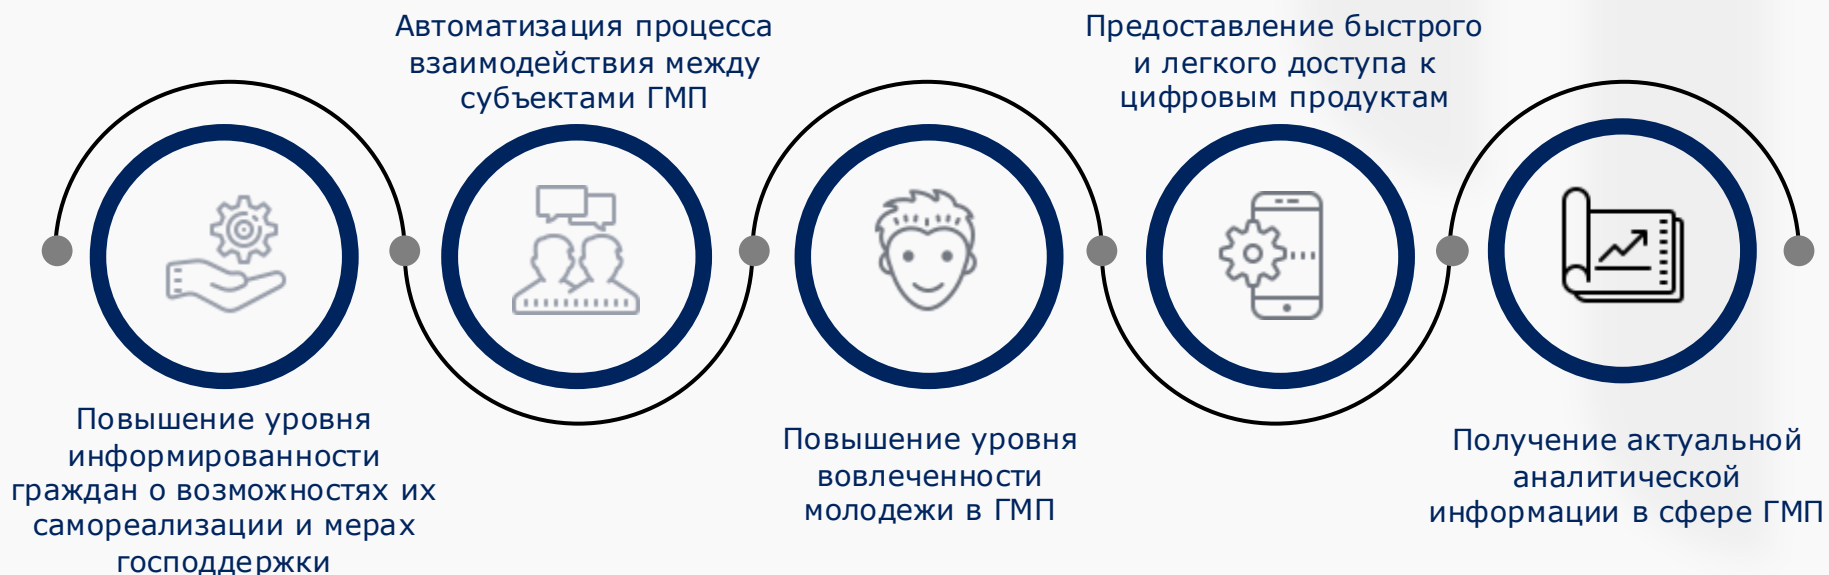 Автоматизация процесса
взаимодействия между
субъектами ГМП
Предоставление быстрого
и легкого доступа к
цифровым продуктам
Повышение уровня
информированности
граждан о возможностях их
самореализации и мерах
господдержки
Повышение уровня
вовлеченности
молодежи в ГМП
Получение актуальной
аналитической
информации в сфере ГМП